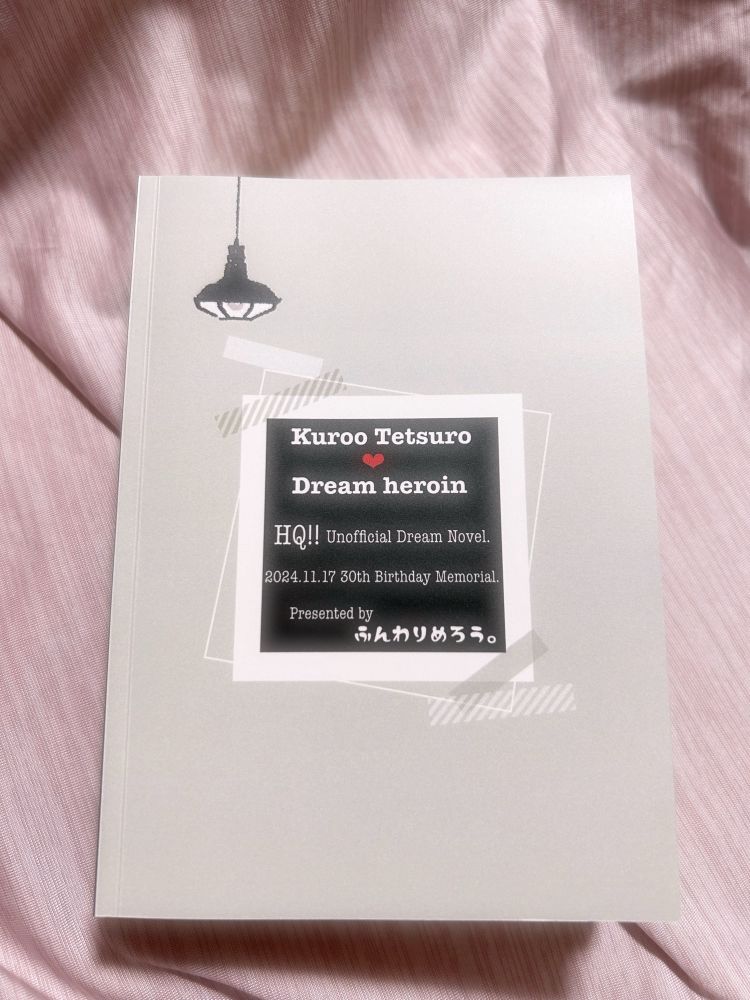 Kuroo Tetsuro
❤
Dream heroin
HQ!! Unofficial Dream Novel.
2024.11.17 30th Birthday Memorial.
Presented by
ふんわりめろう。